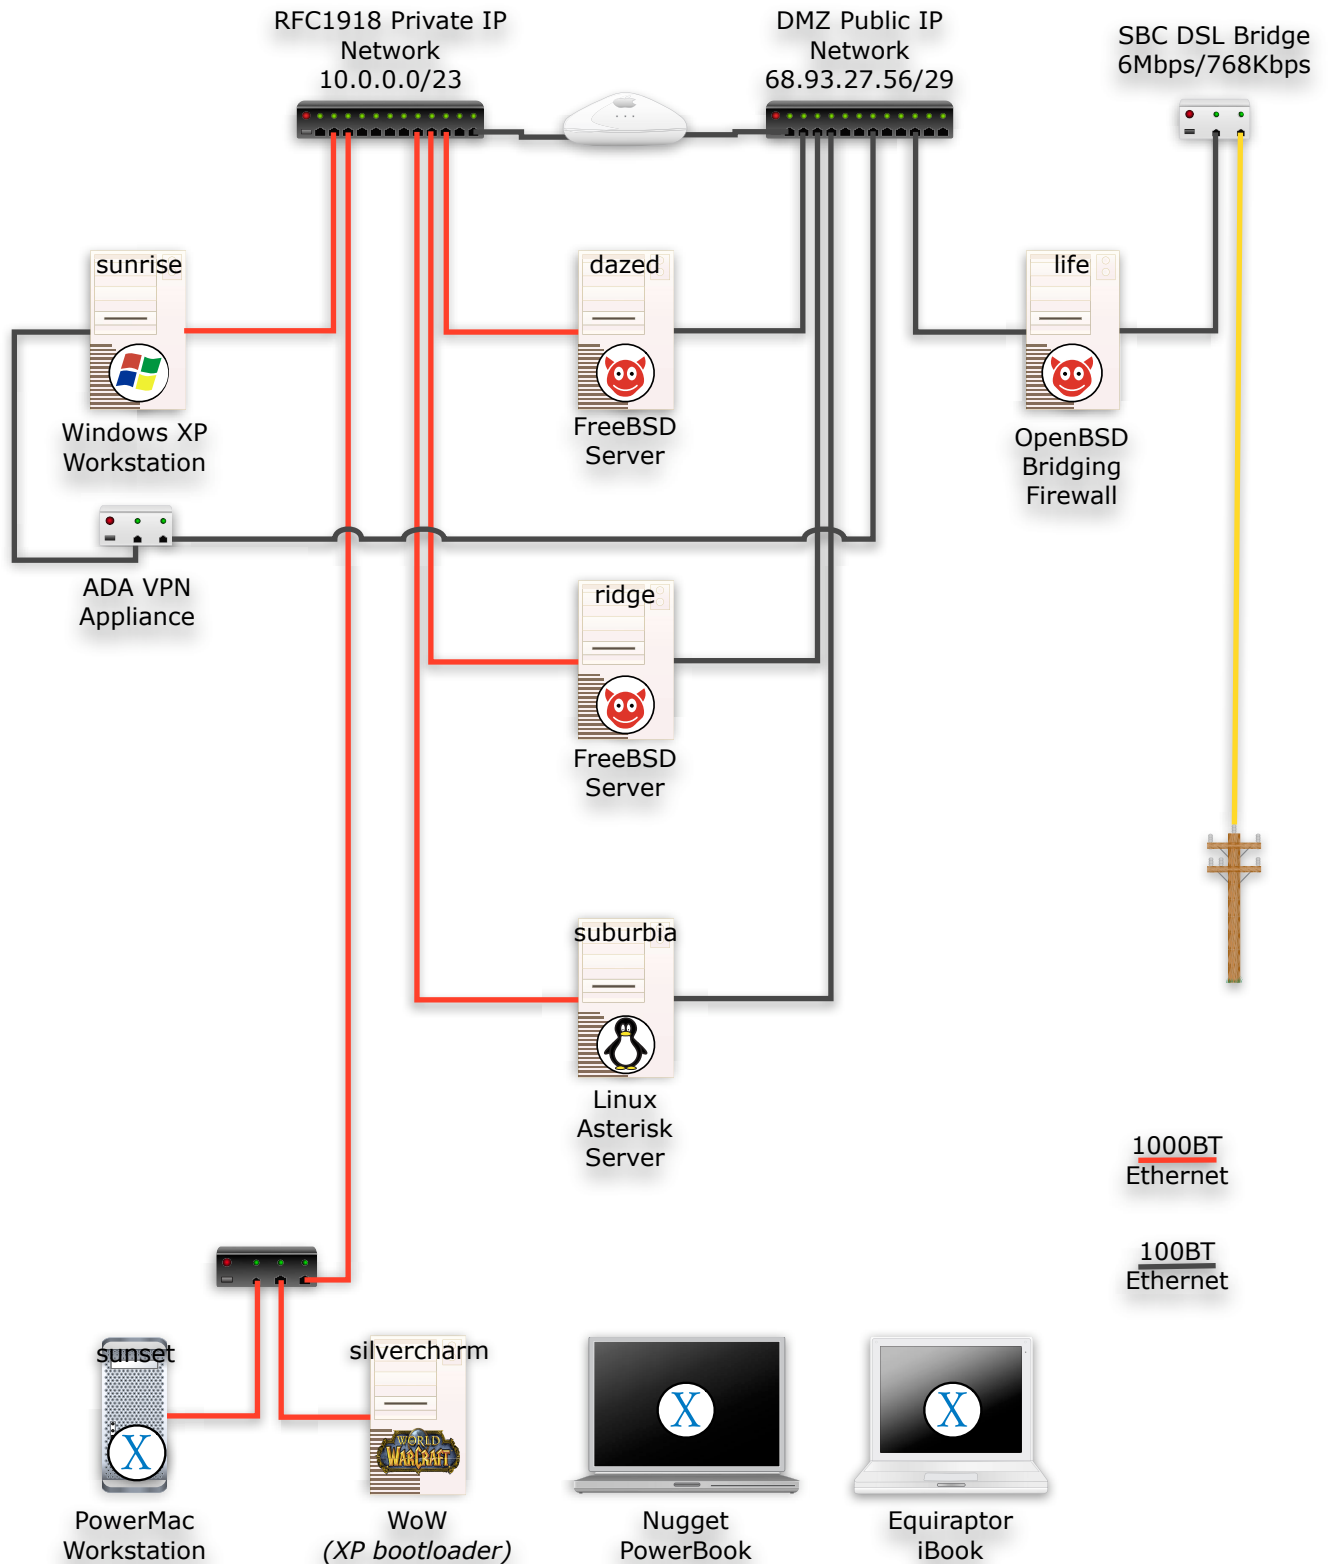 RFC1918 Private IP
Network
10.0.0.0/23
DMZ Public IP
Network
68.93.27.56/29
SBC DSL Bridge
6Mbps/768Kbps
sunrise
Windows XP
Workstation
dazed
FreeBSD
Server
life
OpenBSD
Bridging
Firewall
ADA VPN
Appliance
ridge
FreeBSD
Server
suburbia
Linux
Asterisk
Server
1000BT
Ethernet
100BT
Ethernet
sunset
X
PowerMac
Workstation
silvercharm
WORLD
WARCRAFT
WoW
(XP bootloader)
X
Nugget
PowerBook
X
Equiraptor
iBook